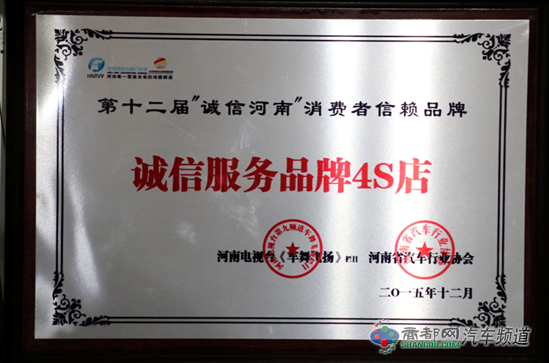 HNTV9
第十二届"诚信河南"消费者信赖品牌
诚信服务品牌4S店
河南电视台《车舞飞扬》栏目 河南省汽车行业协会
二〇一五年十二月
商都网汽车频道
SHANGDU.COM